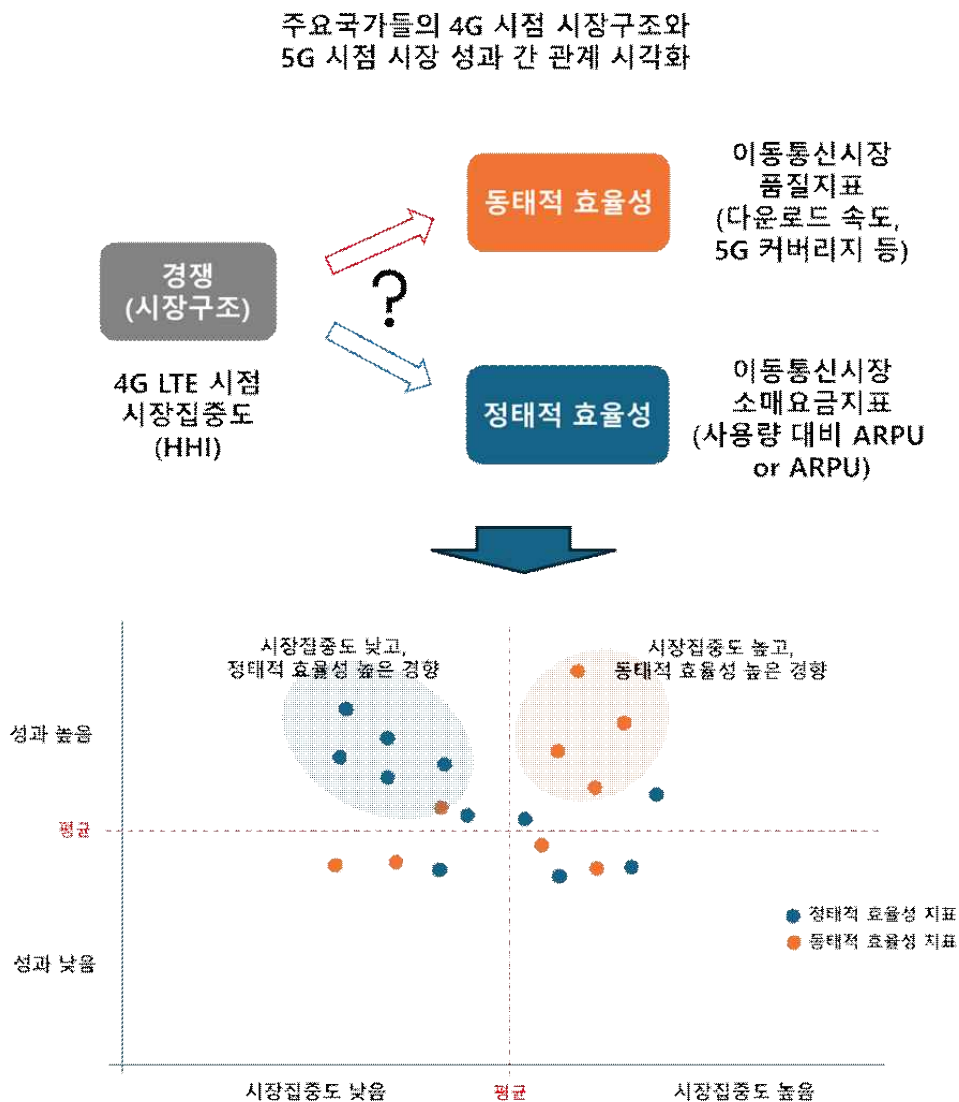 주요국가들의 4G 시점 시장구조와
5G 시점 시장 성과 간 관계 시각화
동태적 효율성
이동통신시장
품질지표
(다운로드 속도,
5G 커버리지 등)
경쟁
(시장구조)
?
4G LTE 시점
시장집중도
(HHI)
정태적 효율성
이동통신시장
소매요금지표
(사용량 대비 ARPU
or ARPU)
시장집중도 낮고,
정태적 효율성 높은 경향
시장집중도 높고,
동태적 효율성 높은 경향
성과 높음
평균
정태적 효율성 지표
동태적 효율성 지표
성과 낮음
시장집중도 낮음
평균
시장집중도 높음